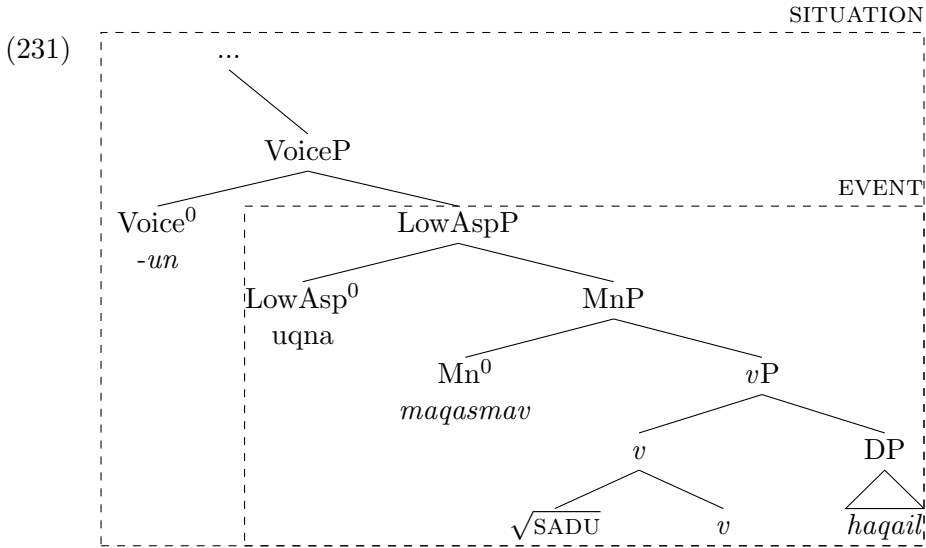 SITUATION
(231)
...
VoiceP
EVENT
Voice⁰ LowAspP
-un
LowAsp⁰ MnP
uqna
Mn⁰ vP
maqasmav
v DP
√SADU v haqail